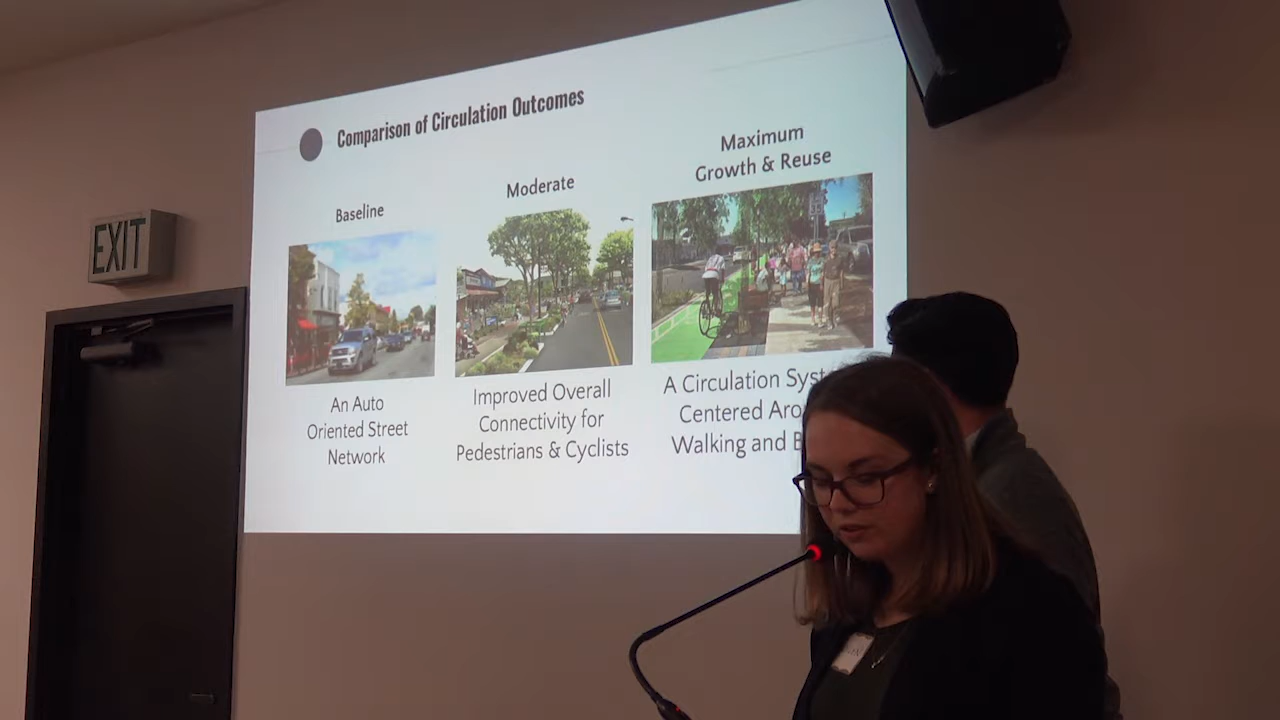 EXIT
Comparison of Circulation Outcomes
Baseline
An Auto
Oriented Street
Network
Moderate
Improved Overall
Connectivity for
Pedestrians & Cyclists
Maximum
Growth & Reuse
A Circulation
Centered
Walking and